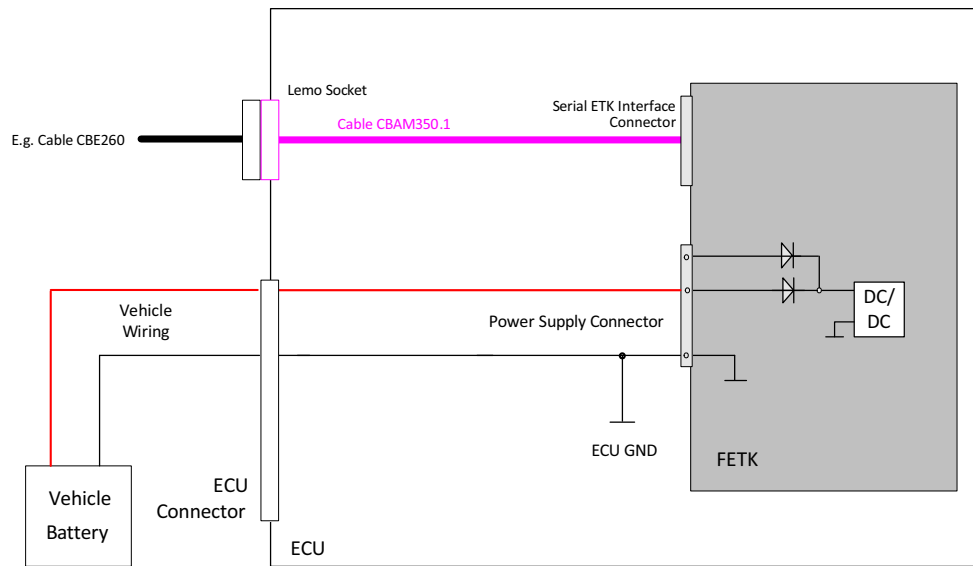 Lemo Socket
Serial ETK Interface
Connector
Cable CBAM350.1
E.g. Cable CBE260
Vehicle
Wiring
Power Supply Connector
DC/
DC
ECU GND
FETK
Vehicle
Battery
ECU
Connector
ECU